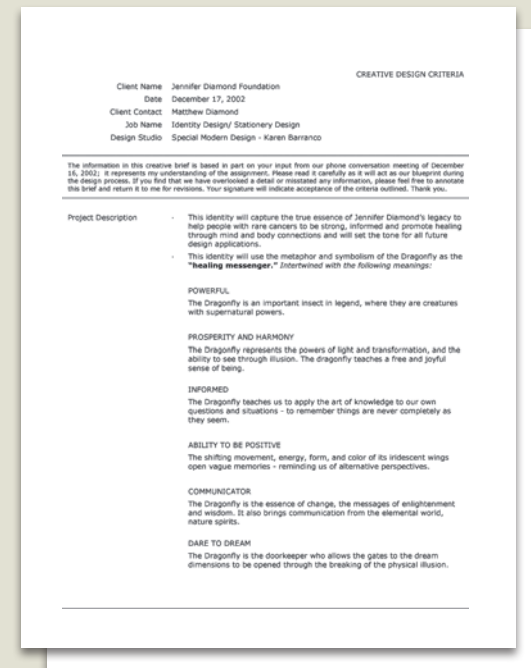 CREATIVE DESIGN CRITERIA
Client Name Jennifer Diamond Foundation
Date December 17, 2002
Client Contact Matthew Diamond
Job Name Identity Design/ Stationery Design
Design Studio Special Modern Design - Karen Barranco
The information in this creative brief is based in part on your input from our phone conversation meeting of December
16, 2002; it represents my understanding of the assignment. Please read it carefully as it will act as our blueprint during
the design process. If you find that we have overlooked a detail or misstated any information, please feel free to annotate
this brief and return it to me for revisions. Your signature will indicate acceptance of the criteria outlined. Thank you.
Project Description - This identity will capture the true essence of Jennifer Diamond's legacy to
help people with rare cancers to be strong, informed and promote healing
through mind and body connections and will set the tone for all future
design applications.
- This identity will use the metaphor and symbolism of the Dragonfly as the
"healing messenger." Intertwined with the following meanings:
POWERFUL
The Dragonfly is an important insect in legend, where they are creatures
with supernatural powers.
PROSPERITY AND HARMONY
The Dragonfly represents the powers of light and transformation, and the
ability to see through illusion. The dragonfly teaches a free and joyful
sense of being.
INFORMED
The Dragonfly teaches us to apply the art of knowledge to our own
questions and situations - to remember things are never completely as
they seem.
ABILITY TO BE POSITIVE
The shifting movement, energy, form, and color of its iridescent wings
open vague memories - reminding us of alternative perspectives.
COMMUNICATOR
The Dragonfly is the essence of change, the messages of enlightenment
and wisdom. It also brings communication from the elemental world,
nature spirits.
DARE TO DREAM
The Dragonfly is the doorkeeper who allows the gates to the dream
dimensions to be opened through the breaking of the physical illusion.